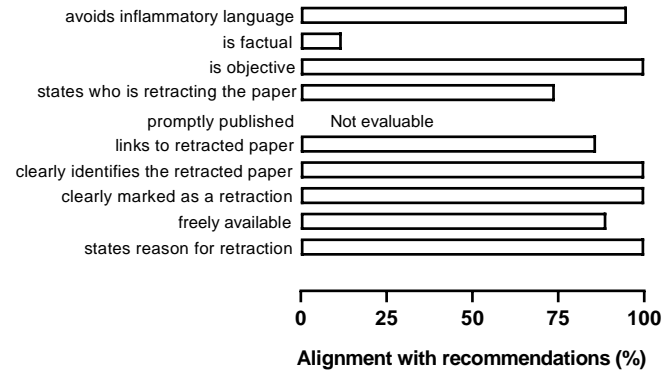 avoids inflammatory language
is factual
is objective
states who is retracting the paper
promptly published Not evaluable
links to retracted paper
clearly identifies the retracted paper
clearly marked as a retraction
freely available
states reason for retraction
0 25 50 75 100
Alignment with recommendations (%)